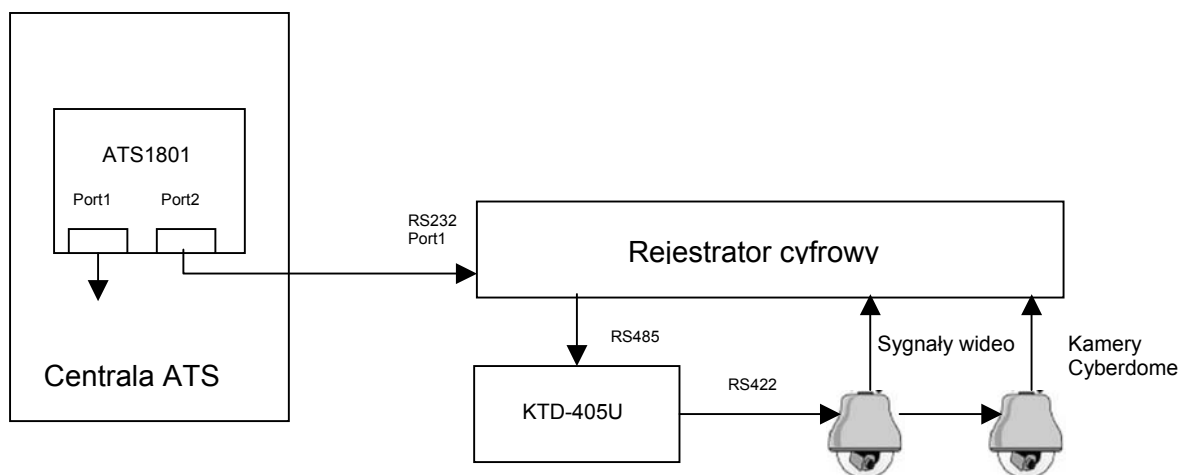 ATS1801
Port1
Port2
RS232
Port1
Rejestrator cyfrowy
RS485
Sygnały wideo
Kamery
Cyberdome
Centrala ATS
RS422
KTD-405U